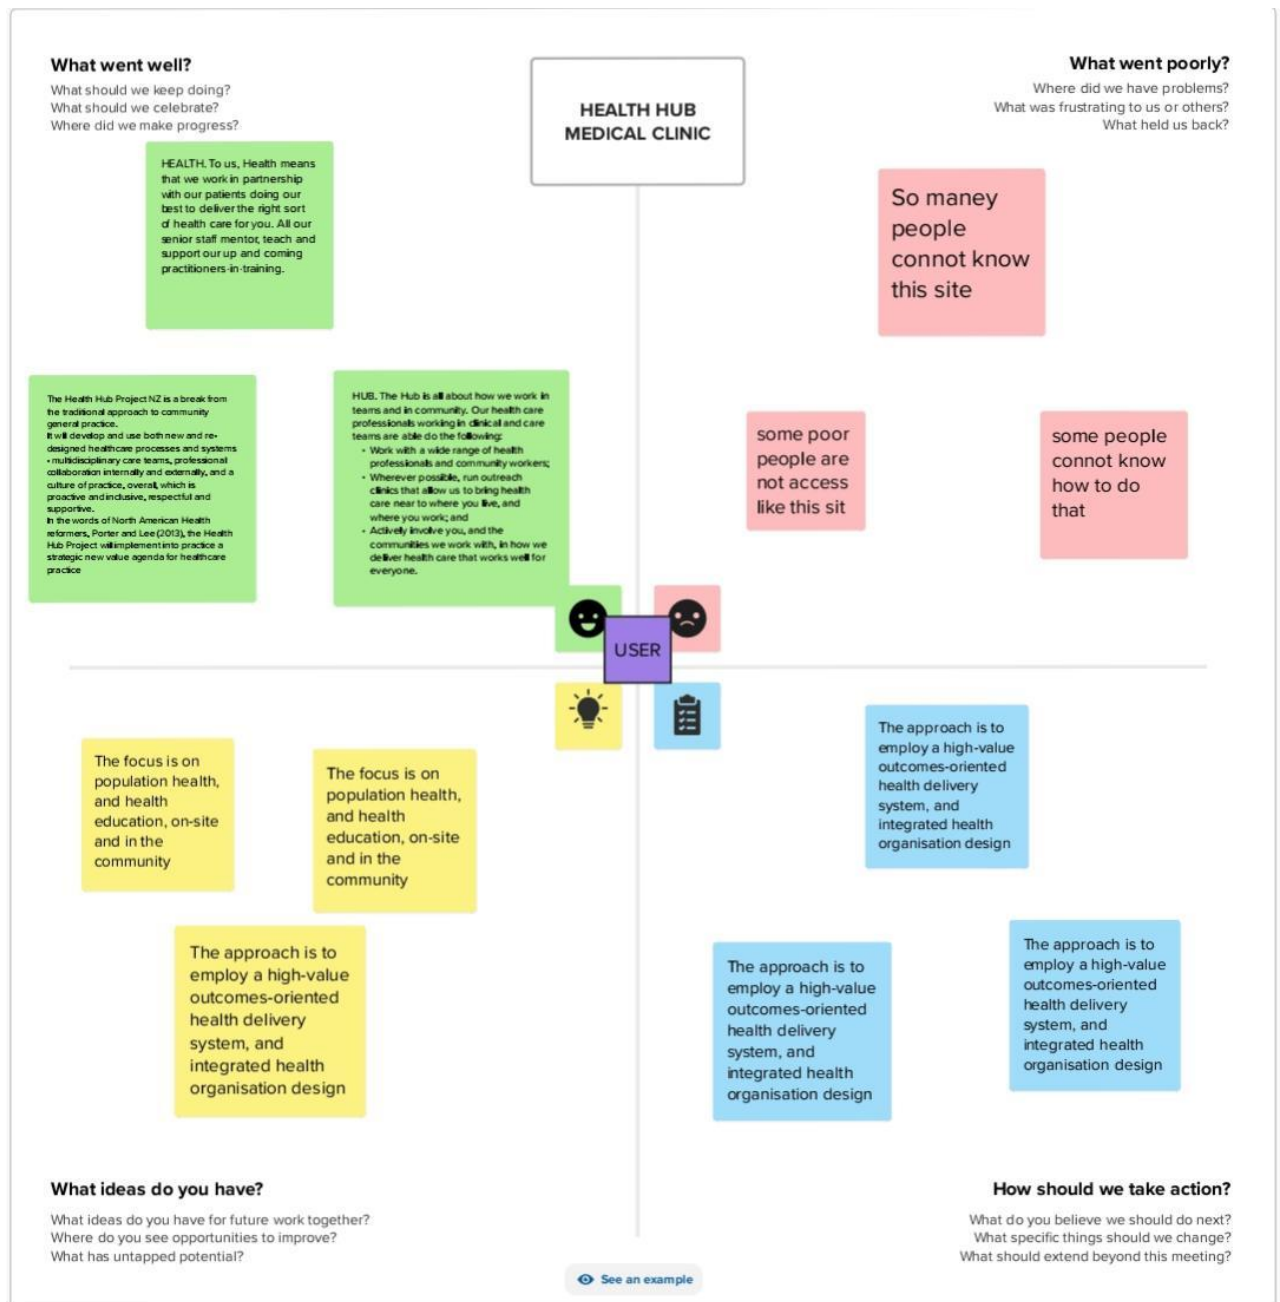 What went well?
What should we keep doing?
What should we celebrate?
Where did we make progress?
HEALTH HUB
MEDICAL CLINIC
What went poorly?
Where did we have problems?
What was frustrating to us or others?
What held us back?
HEALTH. To us, Health means
that we work in partnership
with our patients doing our
best to deliver the right sort
of health care for you. All our
senior staff mentor, teach and
support our up and coming
practitioners-in-training.
So maney
people
connot know
this site
The Health Hub Project NZ is a break from
the traditional approach to community
general practice.
It will develop and use both new and re-
designed healthcare processes and systems
- multidisciplinary care teams, professional
collaboration internally and externally, and a
culture of practice, overall, which is
proactive and inclusive, respectful and
supportive.
In the words of North American Health
reformers, Porter and Lee (2013), the Health
Hub Project will implement into practice a
strategic new value agenda for healthcare
practice
HUB. The Hub is all about how we work in
teams and in community. Our health care
professionals working in clinical and care
teams are able do the following:
• Work with a wide range of health
professionals and community workers;
• Wherever possible, run outreach
clinics that allow us to bring health
care near to where you live, and
where you work; and
• Actively involve you, and the
communities we work with, in how we
deliver health care that works well for
everyone.
some poor
people are
not access
like this sit
some people
connot know
how to do
that
USER
The focus is on
population health,
and health
education, on-site
and in the
community
The focus is on
population health,
and health
education, on-site
and in the
community
The approach is to
employ a high-value
outcomes-oriented
health delivery
system, and
integrated health
organisation design
The approach is to
employ a high-value
outcomes-oriented
health delivery
system, and
integrated health
organisation design
The approach is to
employ a high-value
outcomes-oriented
health delivery
system, and
integrated health
organisation design
The approach is to
employ a high-value
outcomes-oriented
health delivery
system, and
integrated health
organisation design
What ideas do you have?
What ideas do you have for future work together?
Where do you see opportunities to improve?
What has untapped potential?
How should we take action?
What do you believe we should do next?
What specific things should we change?
What should extend beyond this meeting?
See an example